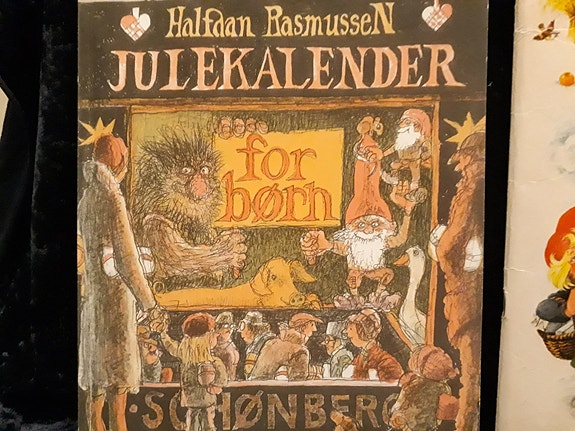 Halfdan RasmusseN
JULEKALENDER
for
børn
SCHØNBERG